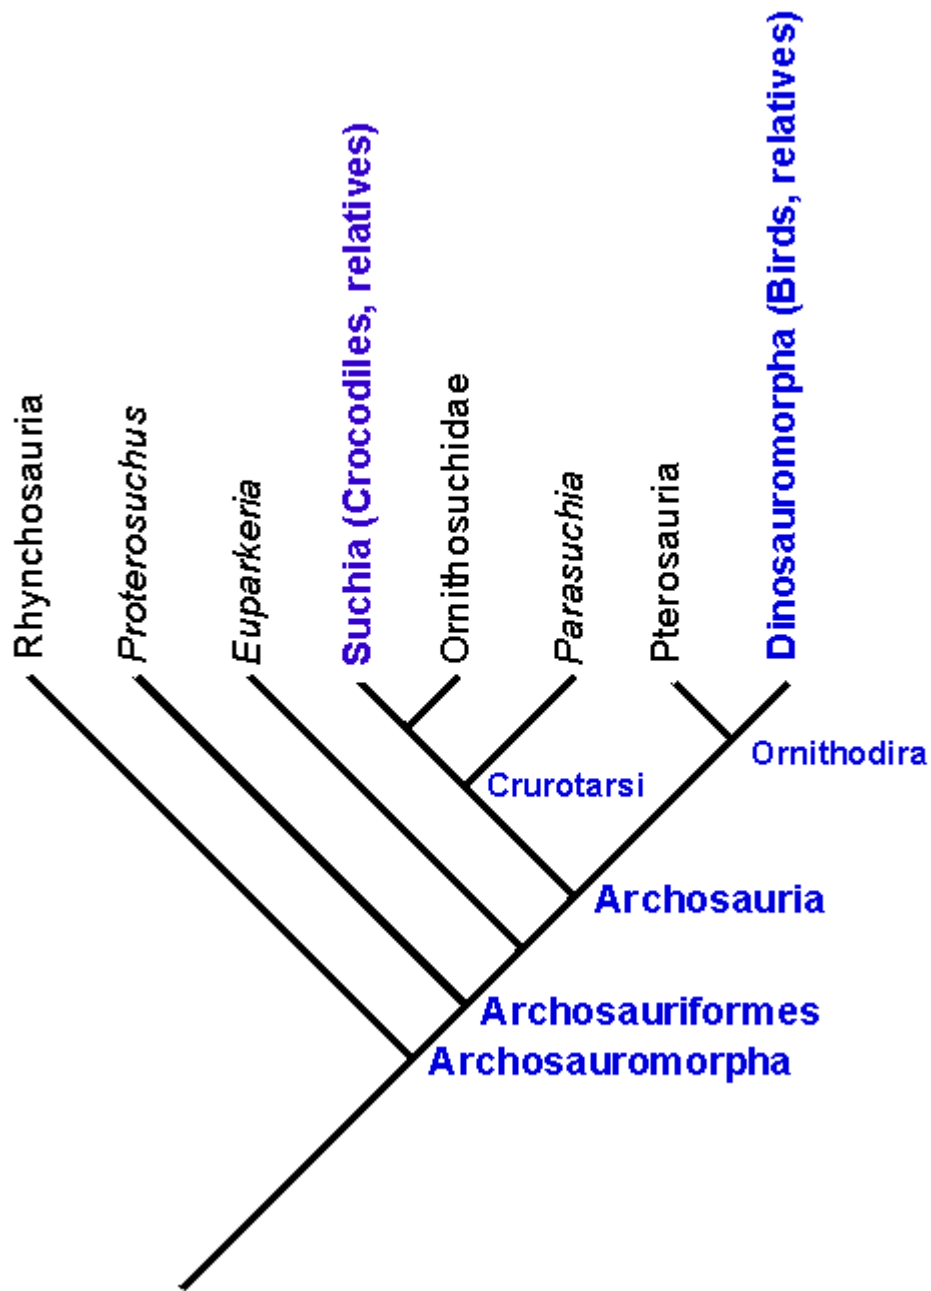 Rhynchosauria
Proterosuchus
Euparkeria
Suchia (Crocodiles, relatives)
Ornithosuchidae
Parasuchia
Pterosauria
Dinosauromorpha (Birds, relatives)
Ornithodira
Crurotarsi
Archosauria
Archosauriformes
Archosauromorpha